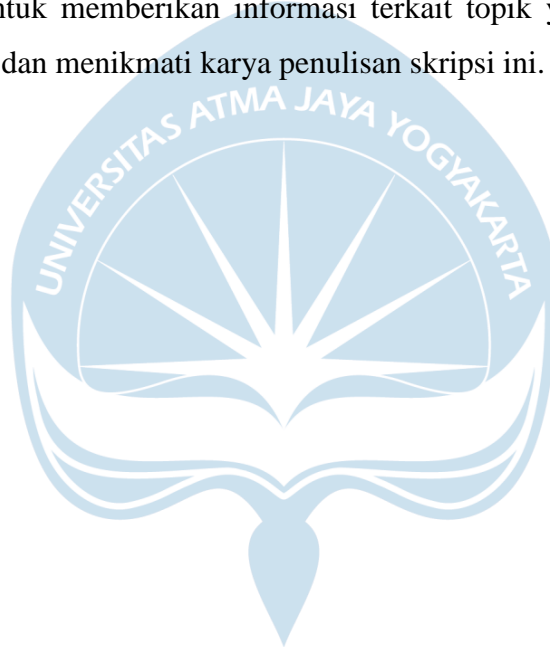 ntuk memberikan informasi terkait topik y
dan menikmati karya penulisan skripsi ini.
UNIVERSITAS ATMA JAYA YOGYAKARTA